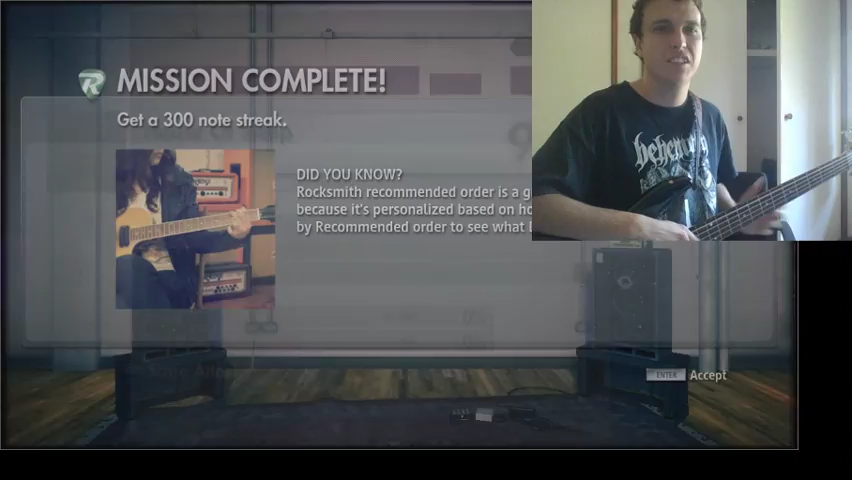 MISSION COMPLETE!
Get a 300 note streak.
DID YOU KNOW?
Rocksmith recommended order is a
because it's personalized based on
by Recommended order to see what
behemoth
ENTER Accept